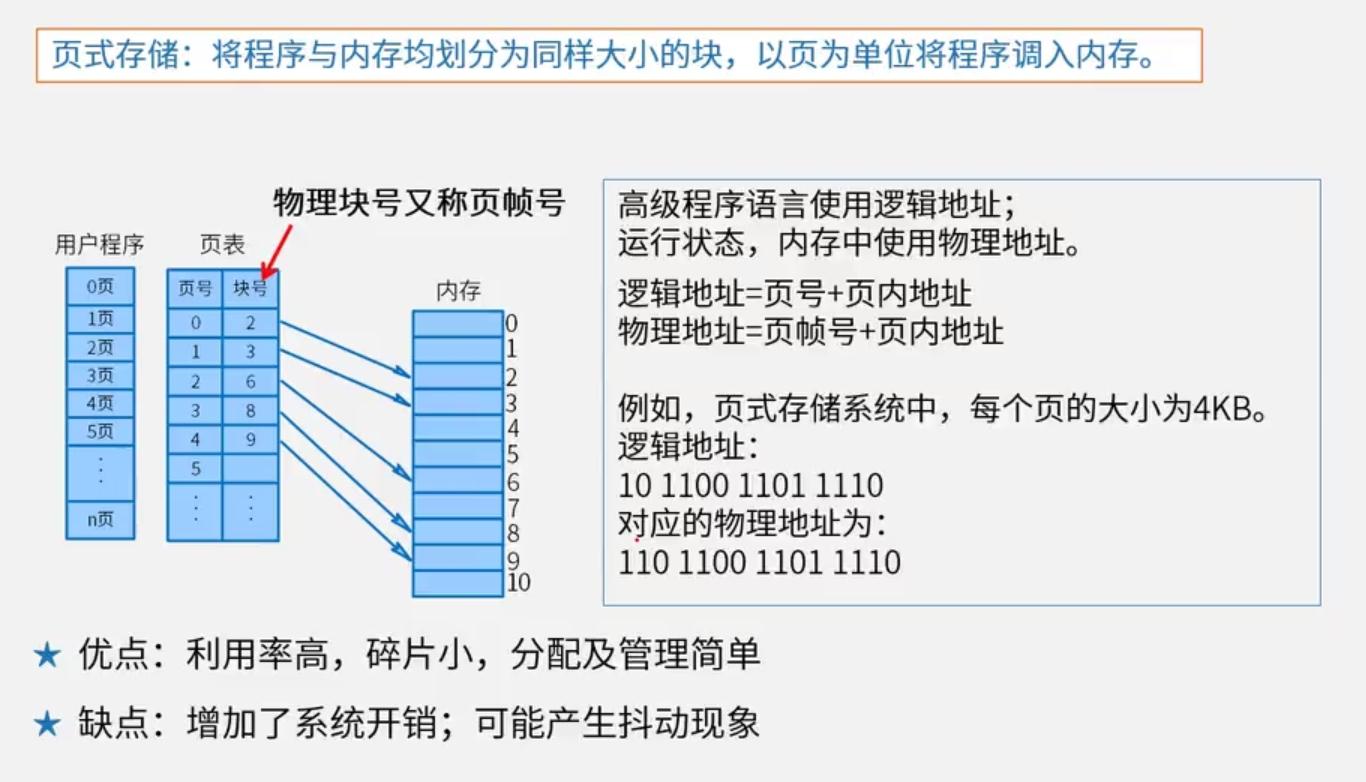 页式存储：将程序与内存均划分为同样大小的块，以页为单位将程序调入内存。
物理块号又称页帧号
用户程序
页表
内存
0页
1页
2页
3页
4页
5页
⋮
n页
页号 块号
0 2
1 3
2 6
3 8
4 9
5
⋮ ⋮
0
1
2
3
4
5
6
7
8
9
10
高级程序语言使用逻辑地址；
运行状态，内存中使用物理地址。
逻辑地址=页号+页内地址
物理地址=页帧号+页内地址
例如，页式存储系统中，每个页的大小为4KB。
逻辑地址：
10 1100 1101 1110
对应的物理地址为：
110 1100 1101 1110
★ 优点：利用率高，碎片小，分配及管理简单
★ 缺点：增加了系统开销；可能产生抖动现象